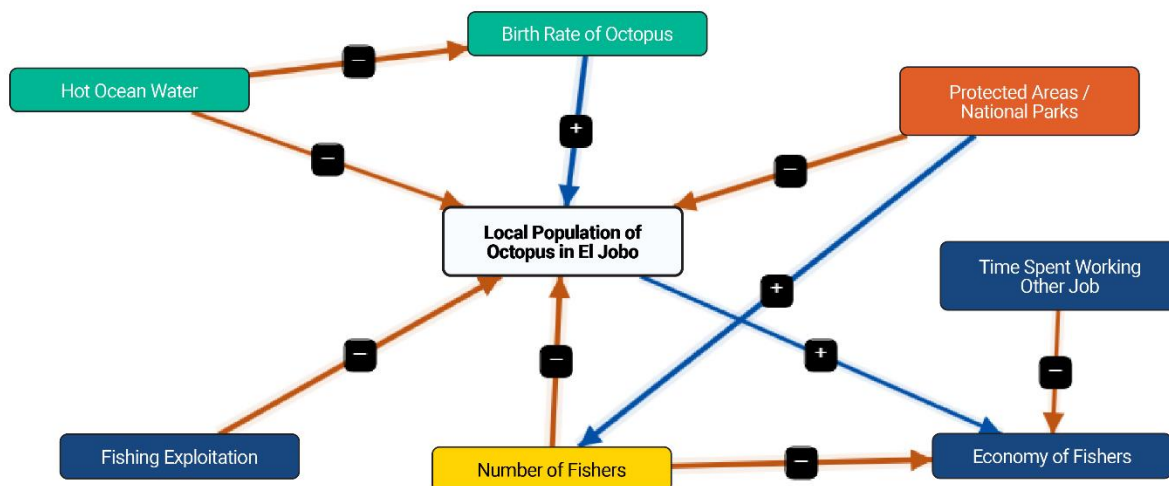 Birth Rate of Octopus
−
Hot Ocean Water
Protected Areas /
National Parks
+
−
−
Local Population of
Octopus in El Jobo
Time Spent Working
Other Job
+
−
−
+
−
Fishing Exploitation
Number of Fishers
−
Economy of Fishers